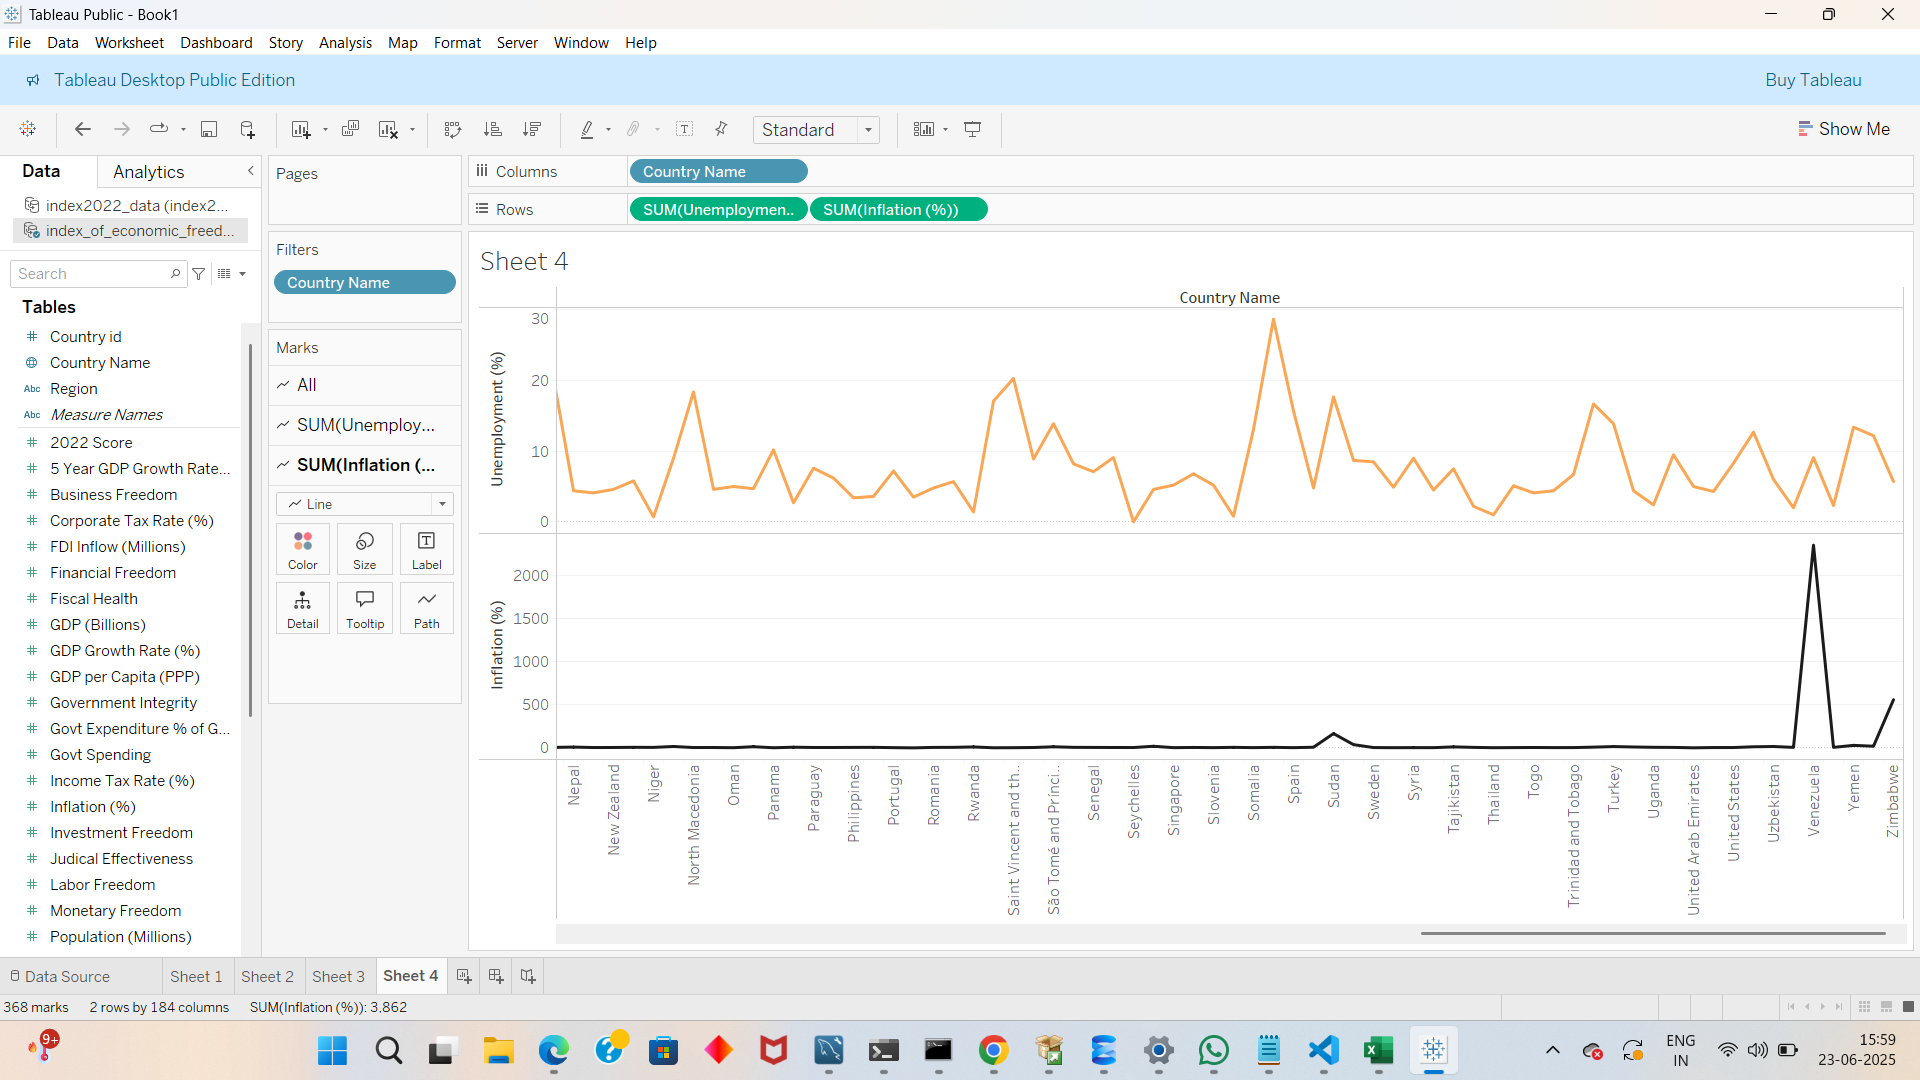 Tableau Public - Book1
File Data Worksheet Dashboard Story Analysis Map Format Server Window Help
Tableau Desktop Public Edition
Buy Tableau
Standard
Show Me
Data
Analytics
index2022_data (index2...
index_of_economic_freed...
Search
Tables
Country id
Country Name
Abc Region
Abc Measure Names
2022 Score
5 Year GDP Growth Rate...
Business Freedom
Corporate Tax Rate (%)
FDI Inflow (Millions)
Financial Freedom
Fiscal Health
GDP (Billions)
GDP Growth Rate (%)
GDP per Capita (PPP)
Government Integrity
Govt Expenditure % of G...
Govt Spending
Income Tax Rate (%)
Inflation (%)
Investment Freedom
Judical Effectiveness
Labor Freedom
Monetary Freedom
Population (Millions)
Pages
Filters
Country Name
Marks
All
SUM(Unemploy...
SUM(Inflation (...
Line
Color Size Label
Detail Tooltip Path
Columns
Country Name
Rows
SUM(Unemploymen.. SUM(Inflation (%))
Sheet 4
Country Name
Unemployment (%)
30
20
10
0
Inflation (%)
2000
1500
1000
500
0
Nepal
New Zealand
Niger
North Macedonia
Oman
Panama
Paraguay
Philippines
Portugal
Romania
Rwanda
Saint Vincent and th..
São Tomé and Prínci..
Senegal
Seychelles
Singapore
Slovenia
Somalia
Spain
Sudan
Sweden
Syria
Tajikistan
Thailand
Togo
Trinidad and Tobago
Turkey
Uganda
United Arab Emirates
United States
Uzbekistan
Venezuela
Yemen
Zimbabwe
Data Source Sheet 1 Sheet 2 Sheet 3 Sheet 4
368 marks 2 rows by 184 columns SUM(Inflation (%)): 3,862
9+
ENG
IN
15:59
23-06-2025